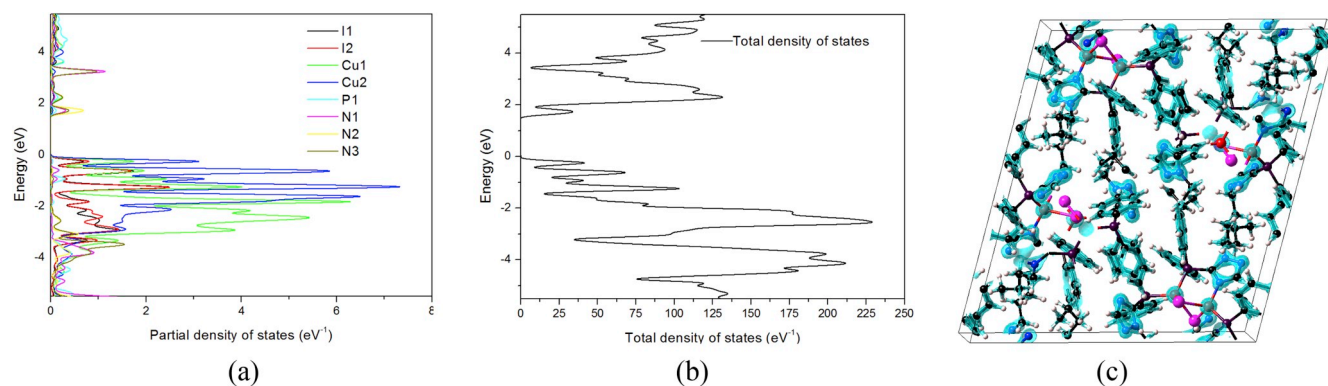 4
2
0
2
4
Energy (eV)
I1
I2
Cu1
Cu2
P1
N1
N2
N3
0 2 4 6 8
Partial density of states (eV-1)
(a)
4
2
0
-2
-4
Energy (eV)
Total density of states
0 25 50 75 100 125 150 175 200 225 250
Total density of states (eV-1)
(b)
(c)